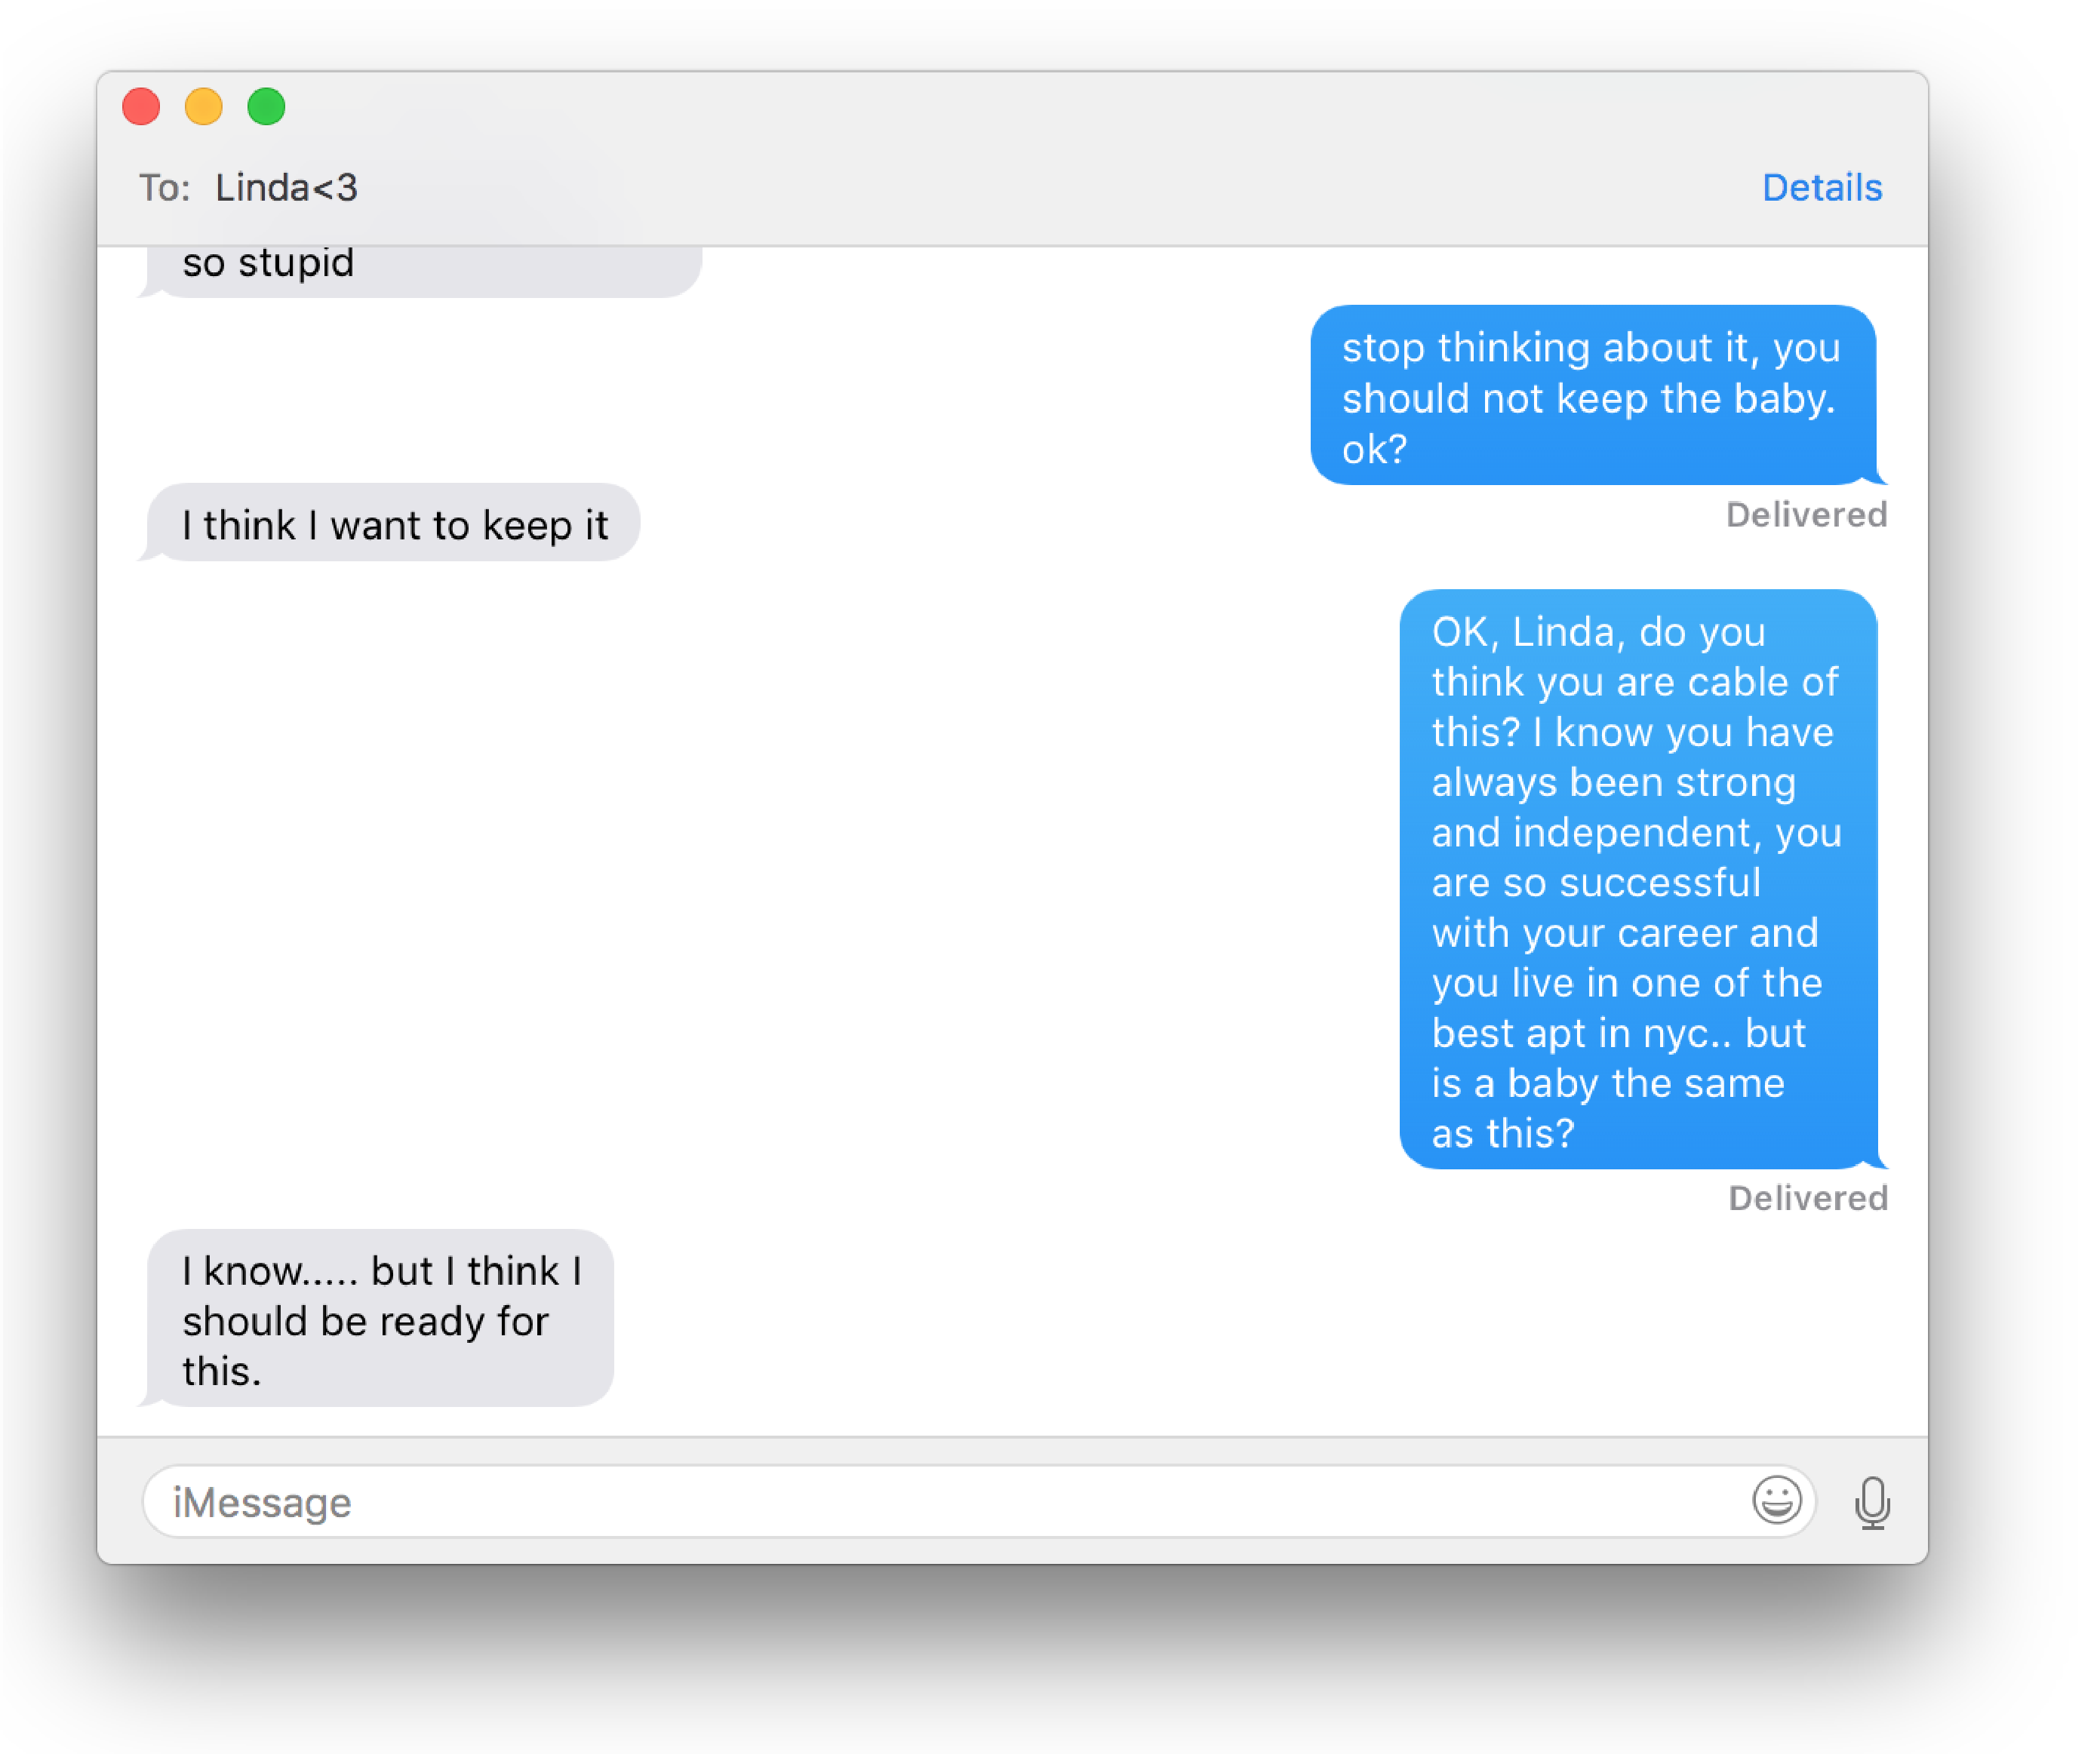 To: Linda<3
Details
so stupid
stop thinking about it, you
should not keep the baby.
ok?
Delivered
I think I want to keep it
OK, Linda, do you
think you are cable of
this? I know you have
always been strong
and independent, you
are so successful
with your career and
you live in one of the
best apt in nyc.. but
is a baby the same
as this?
Delivered
I know..... but I think I
should be ready for
this.
iMessage